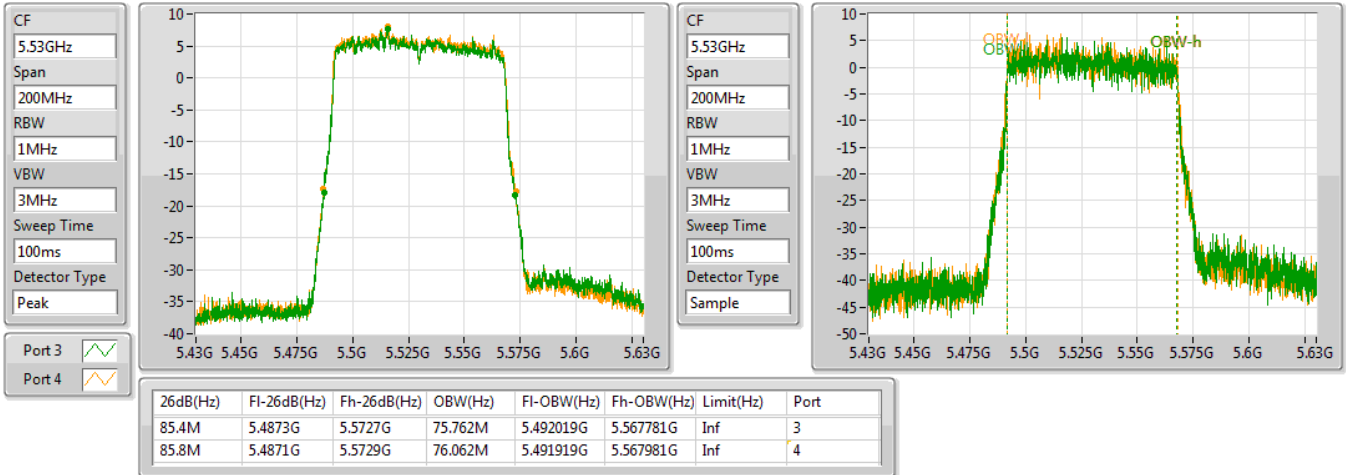 CF
5.53GHz
Span
200MHz
RBW
1MHz
VBW
3MHz
Sweep Time
100ms
Detector Type
Peak
Port 3
Port 4
10
5
0
-5
-10
-15
-20
-25
-30
-35
-40
5.43G 5.45G 5.475G 5.5G 5.525G 5.55G 5.575G 5.6G 5.63G
CF
5.53GHz
Span
200MHz
RBW
1MHz
VBW
3MHz
Sweep Time
100ms
Detector Type
Sample
10
5
0
-5
-10
-15
-20
-25
-30
-35
-40
-45
-50
OBW-h
5.43G 5.45G 5.475G 5.5G 5.525G 5.55G 5.575G 5.6G 5.63G
26dB(Hz) Fl-26dB(Hz) Fh-26dB(Hz) OBW(Hz) Fl-OBW(Hz) Fh-OBW(Hz) Limit(Hz) Port
85.4M 5.4873G 5.5727G 75.762M 5.492019G 5.567781G Inf 3
85.8M 5.4871G 5.5729G 76.062M 5.491919G 5.567981G Inf 4